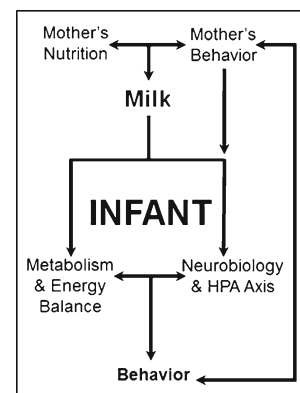 Mother's
Nutrition
Mother's
Behavior
Milk
INFANT
Metabolism
& Energy
Balance
Neurobiology
& HPA Axis
Behavior